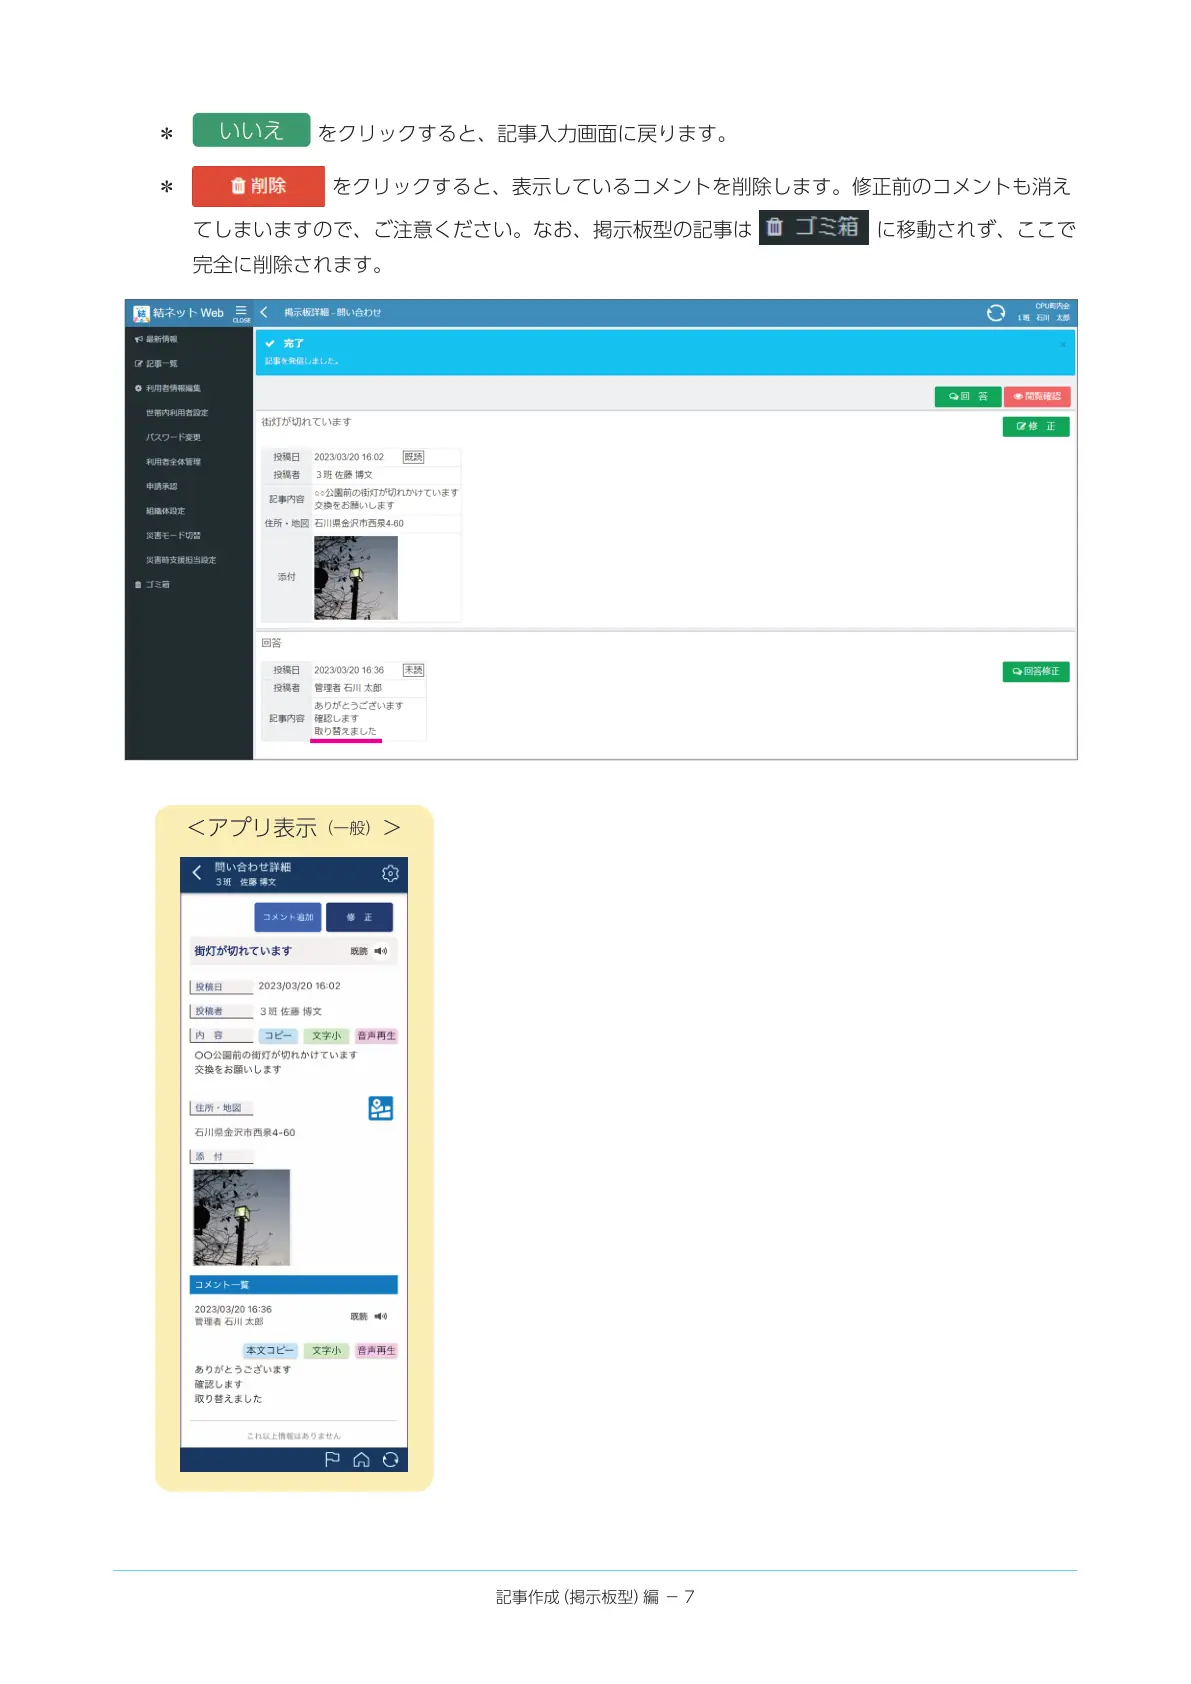 ＊ いいえ をクリックすると、記事入力画面に戻ります。
＊ 削除 をクリックすると、表示しているコメントを削除します。修正前のコメントも消え
てしまいますので、ご注意ください。なお、掲示板型の記事は ゴミ箱 に移動されず、ここで
完全に削除されます。
結ネット Web CLOSE 掲示板詳細 - 問い合わせ
CPU町内会
1班 石川 太郎
最新情報
記事一覧
利用者情報編集
世帯内利用者設定
パスワード変更
利用者全体管理
申請承認
組織体設定
災害モード切替
災害時支援担当設定
ゴミ箱
完了 ×
記事を発信しました。
回 答 閲覧確認
街灯が切れています
修 正
投稿日 2023/03/20 16:02 既読
投稿者 ３班 佐藤 博文
記事内容 ○○公園前の街灯が切れかけています
交換をお願いします
住所・地図 石川県金沢市西泉4-60
添付
回答
投稿日 2023/03/20 16:36 未読
回答修正
投稿者 管理者 石川 太郎
記事内容 ありがとうございます
確認します
取り替えました
＜アプリ表示（一般）＞
問い合わせ詳細
３班 佐藤 博文
コメント追加 修 正
街灯が切れています 既読
投稿日 2023/03/20 16:02
投稿者 ３班 佐藤 博文
内 容 コピー 文字小 音声再生
〇〇公園前の街灯が切れかけています
交換をお願いします
住所・地図
石川県金沢市西泉4-60
添 付
コメント一覧
2023/03/20 16:36
管理者 石川 太郎 既読
本文コピー 文字小 音声再生
ありがとうございます
確認します
取り替えました
これ以上情報はありません
記事作成（掲示板型）編 － 7